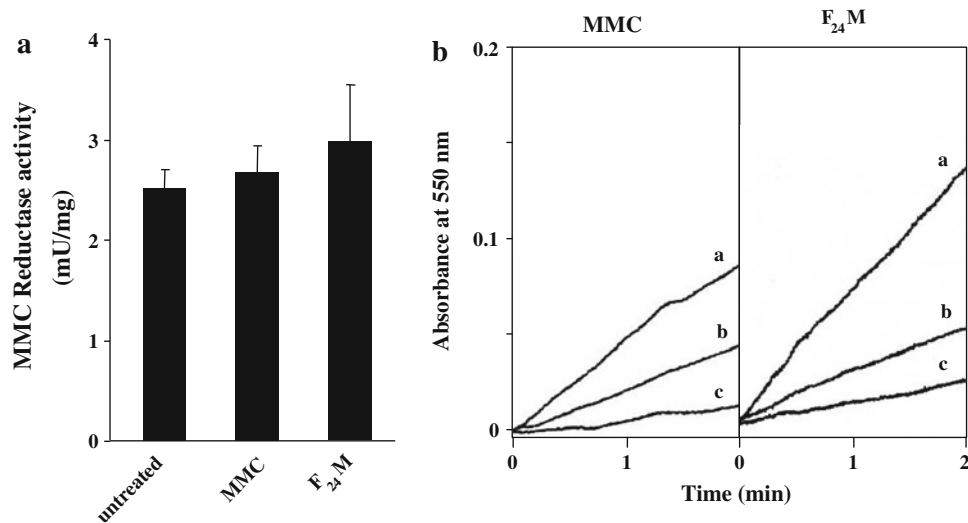 a
MMC Reductase activity
(mU/mg)
4
3
2
1
0
untreated
MMC
F₂₄M
b
MMC
F₂₄M
Absorbance at 550 nm
0.2
0.1
0
a
b
c
a
b
c
0
1
0
1
2
Time (min)